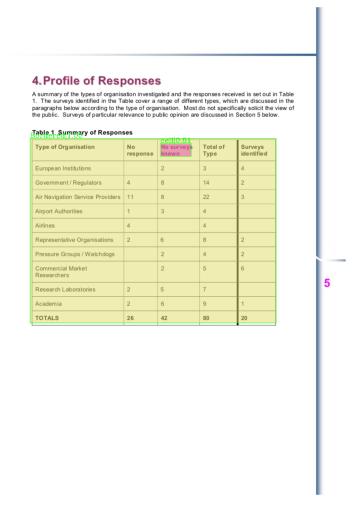 4. Profile of Responses
A summary of the types of organisation investigated and the responses received is set out in Table
1. The surveys identified in the Table cover a range of different types, which are discussed in the
paragraphs below according to the type of organisation. Most do not specifically solicit the view of
the public. Surveys of particular relevance to public opinion are discussed in Section 5 below.
Table 1 Summary of Responses
Type of Organisation No response No surveys known Total of Type Surveys identified
European Institutions 2 3 4
Government / Regulators 4 8 14 2
Air Navigation Service Providers 11 8 22 3
Airport Authorities 1 3 4
Airlines 4 4
Representative Organisations 2 6 8 2
Pressure Groups / Watchdogs 2 4 2
Commercial Market Researchers 2 5 6
Research Laboratories 2 5 7
Academia 2 6 9 1
TOTALS 26 42 80 20
5